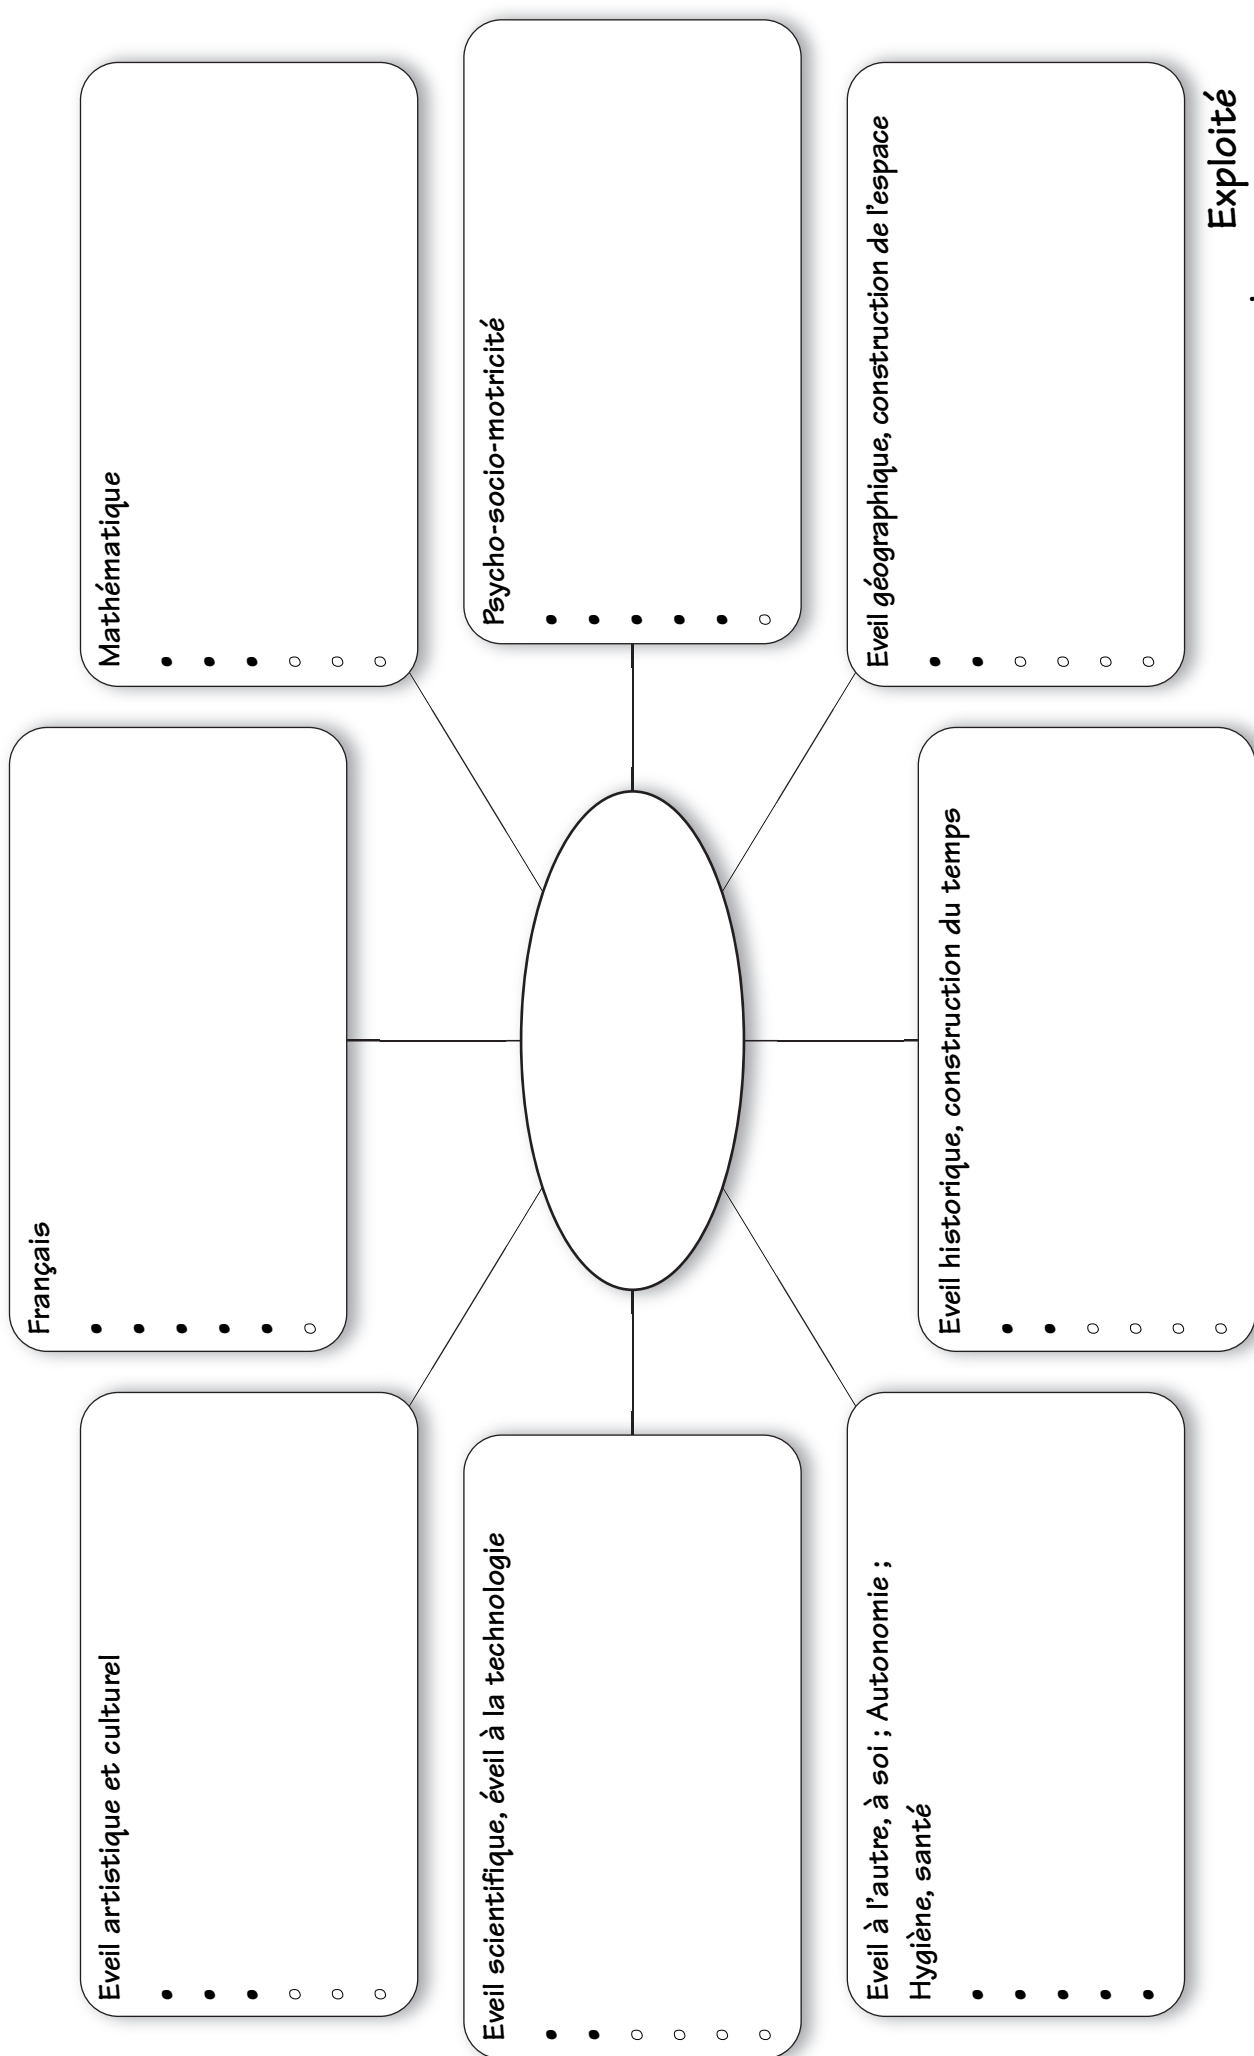 Français
Eveil artistique et culturel
Mathématique
Eveil scientifique, éveil à la technologie
Psycho-socio-motricité
Eveil à l'autre, à soi ; Autonomie ;
Hygiène, santé
Eveil géographique, construction de l'espace
Eveil historique, construction du temps
Exploité